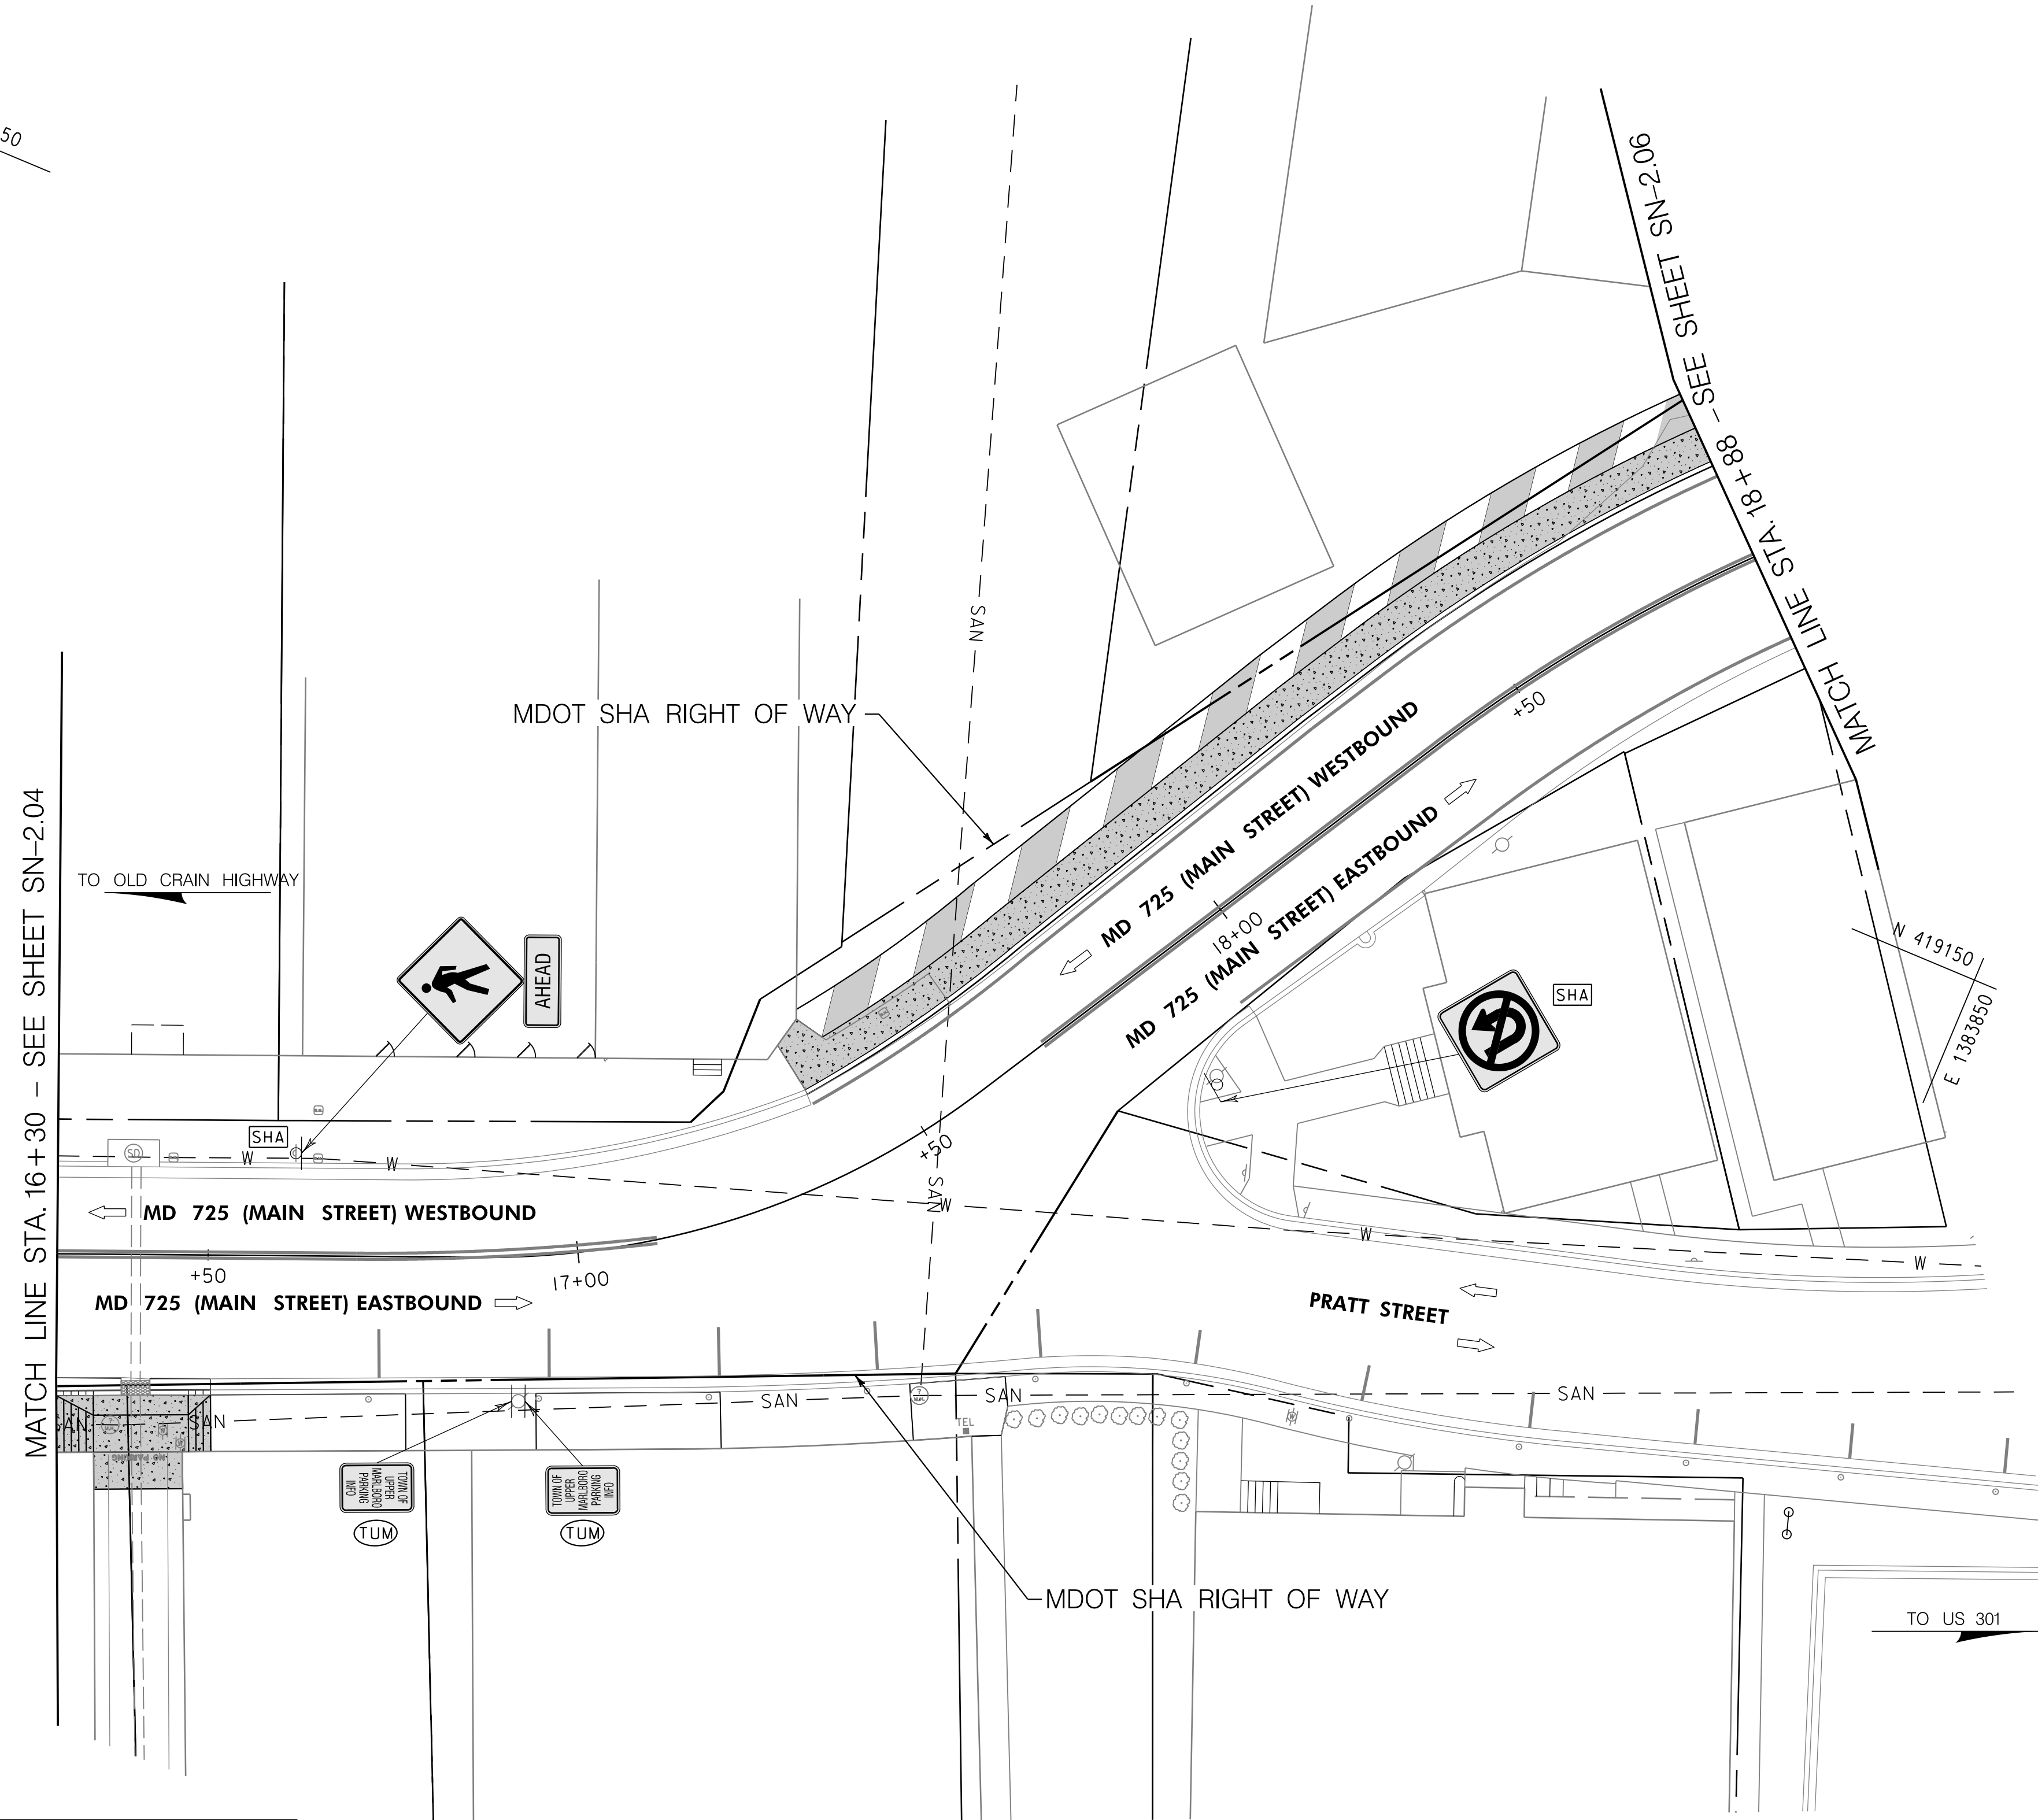 50
MATCH LINE STA. 18+88 - SEE SHEET SN-2.06
SAN
MDOT SHA RIGHT OF WAY
+50
MD 725 (MAIN STREET) WESTBOUND
MD 725 (MAIN STREET) EASTBOUND
18+00
MATCH LINE STA. 16+30 - SEE SHEET SN-2.04
TO OLD CRAIN HIGHWAY
AHEAD
N 419150
E 1383850
SHA
SHA
SD
W
W
+50
SAN
W
W
W
MD 725 (MAIN STREET) WESTBOUND
+50
17+00
MD 725 (MAIN STREET) EASTBOUND
PRATT STREET
SAN
SAN
SAN
SAN
SAN
TEL
NO PARKING
TOWN OF
UPPER
MARLBORO
PARKING
INFO
TUM
TOWN OF
UPPER
MARLBORO
PARKING
INFO
TUM
MDOT SHA RIGHT OF WAY
TO US 301